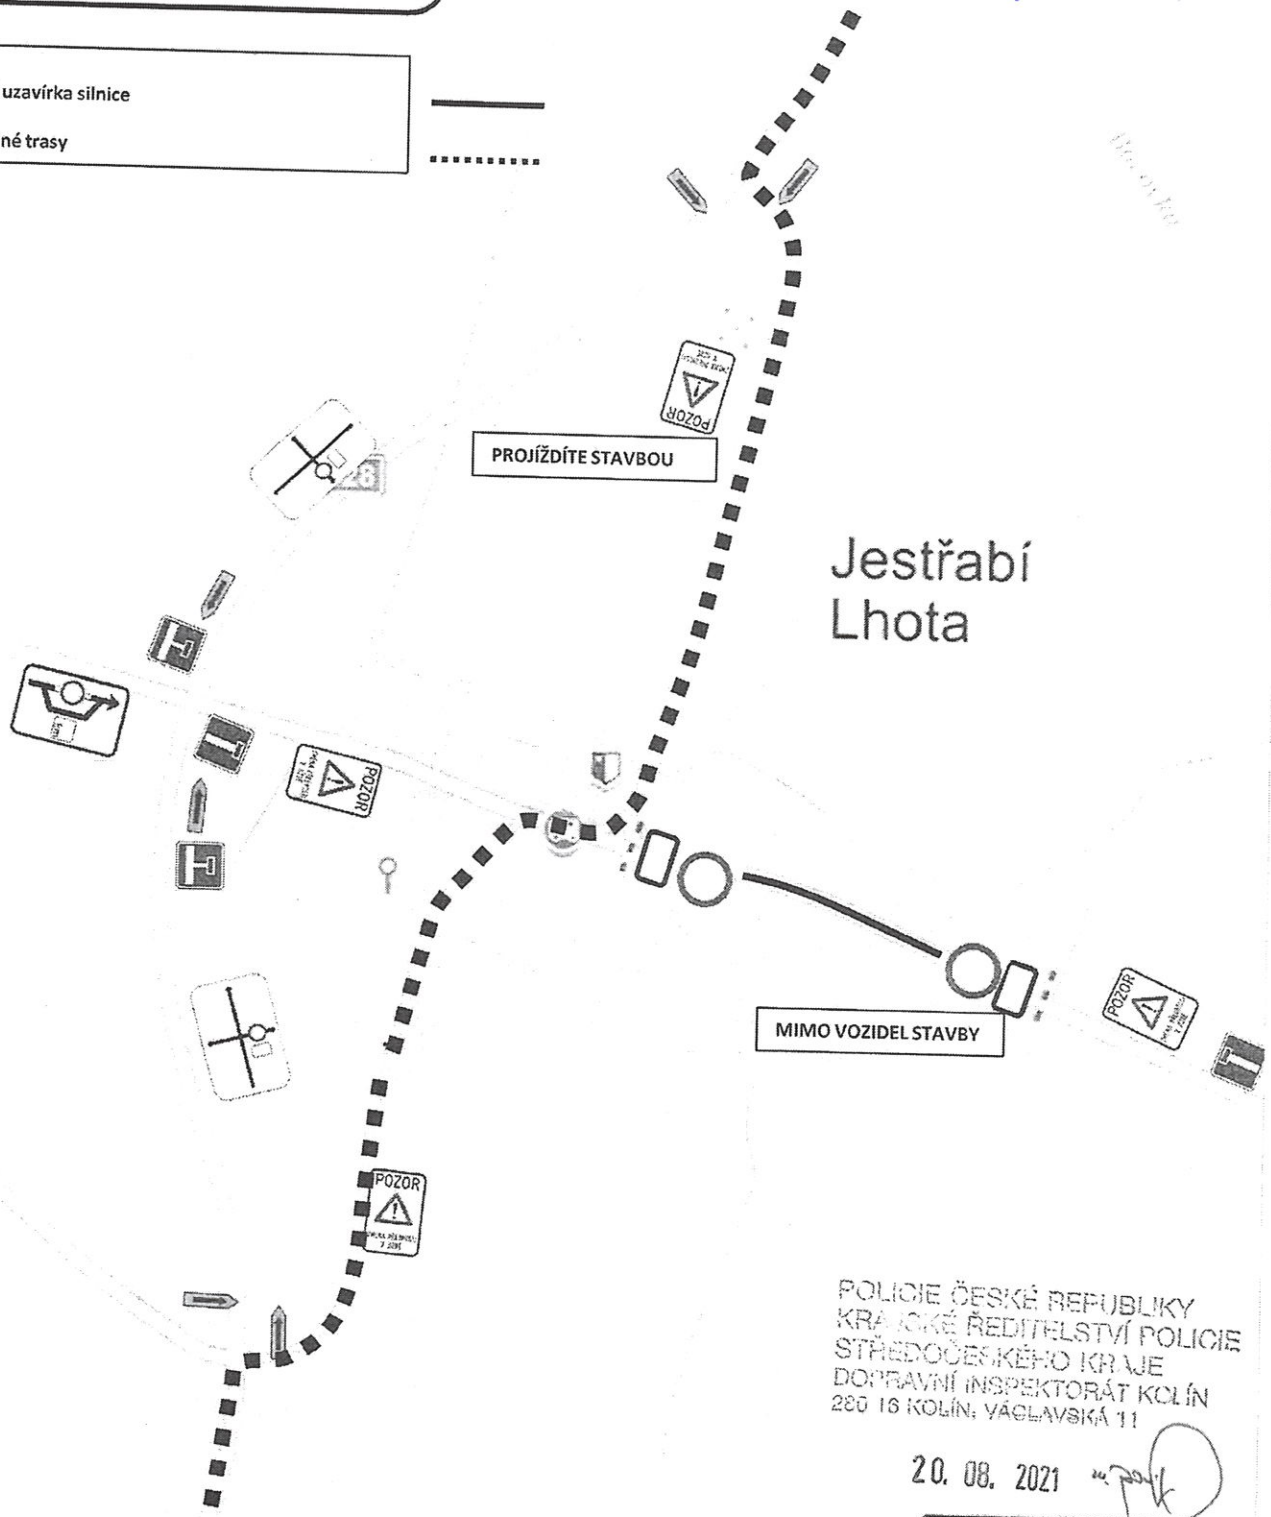 uzavírka silnice
né trasy
POZOR
PROJÍŽDÍTE STAVBOU
28
Jestřabí
Lhota
POZOR
POZOR
MIMO VOZIDEL STAVBY
POZOR
POLICIE ČESKÉ REPUBLIKY
KRAJSKÉ ŘEDITELSTVÍ POLICIE
STŘEDOČESKÉHO KRAJE
DOPRAVNÍ INSPEKTORÁT KOLÍN
280 16 KOLÍN, VÁCLAVSKÁ 11
20. 08. 2021